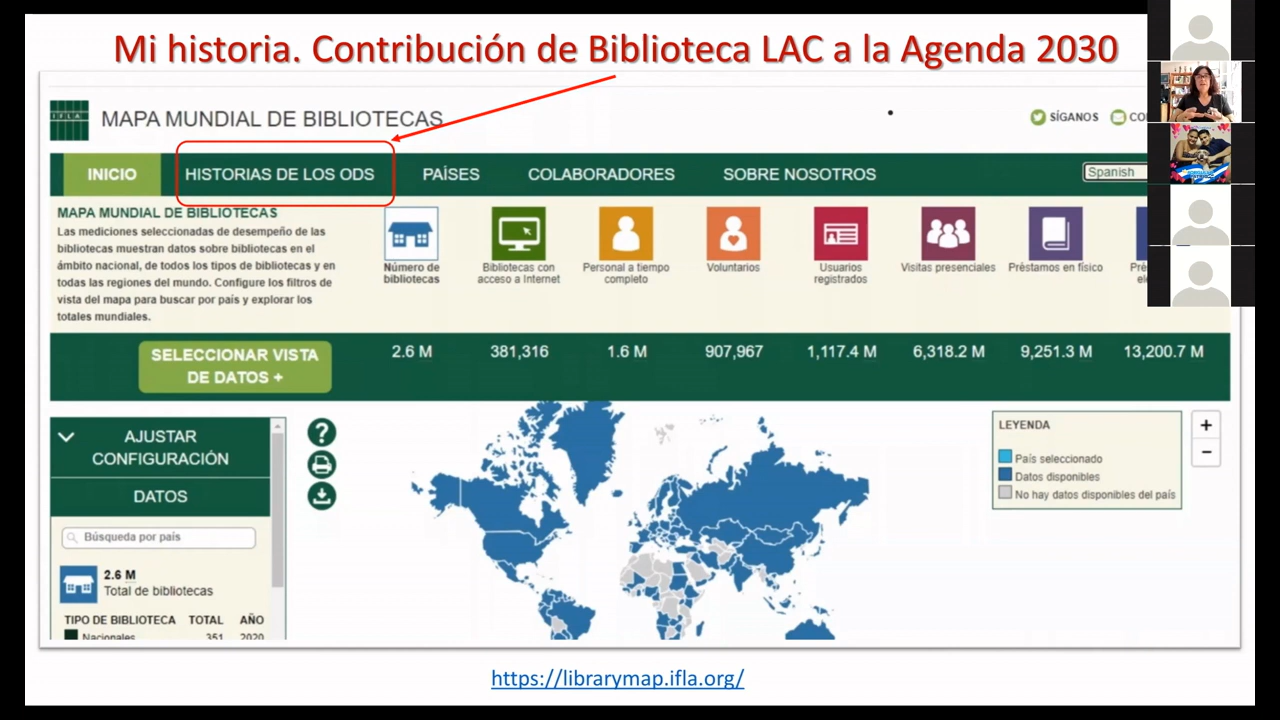 Mi historia. Contribución de Biblioteca LAC a la Agenda 2030
IFLA
MAPA MUNDIAL DE BIBLIOTECAS
SÍGANOS
INICIO
HISTORIAS DE LOS ODS
PAÍSES
COLABORADORES
SOBRE NOSOTROS
Spanish
MAPA MUNDIAL DE BIBLIOTECAS
Las mediciones seleccionadas de desempeño de las
bibliotecas muestran datos sobre bibliotecas en el
ámbito nacional, de todos los tipos de bibliotecas y en
todas las regiones del mundo. Configure los filtros de
vista del mapa para buscar por país y explorar los
totales mundiales.
Número de
bibliotecas
Bibliotecas con
acceso a Internet
Personal a tiempo
completo
Voluntarios
Usuarios
registrados
Visitas presenciales
Préstamos en físico
SELECCIONAR VISTA
DE DATOS +
2.6 M
381,316
1.6 M
907,967
1,117.4 M
6,318.2 M
9,251.3 M
13,200.7 M
AJUSTAR
CONFIGURACIÓN
DATOS
Búsqueda por país
2.6 M
Total de bibliotecas
TIPO DE BIBLIOTECA TOTAL AÑO
Nacionales 351 2020
?
LEYENDA
País seleccionado
Datos disponibles
No hay datos disponibles del país
+
−
https://librarymap.ifla.org/